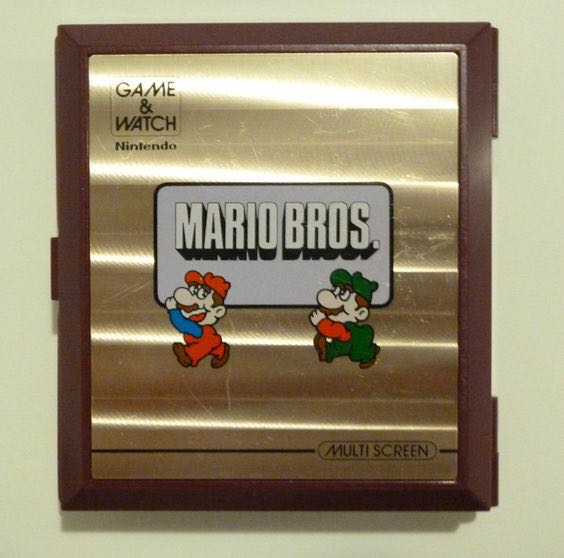 GAME
&
WATCH
Nintendo
MARIO BROS.
MULTI SCREEN